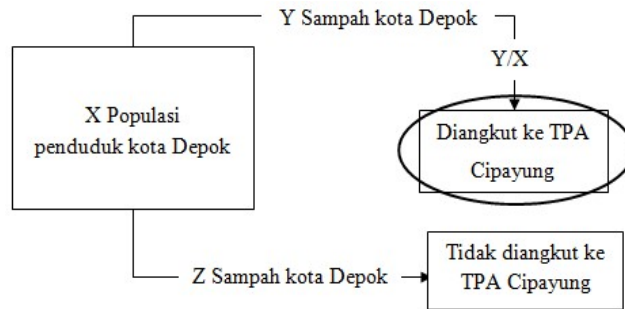 Y Sampah kota Depok
Y/X
X Populasi
penduduk kota Depok
Diangkut ke TPA
Cipayung
Z Sampah kota Depok
Tidak diangkut ke
TPA Cipayung